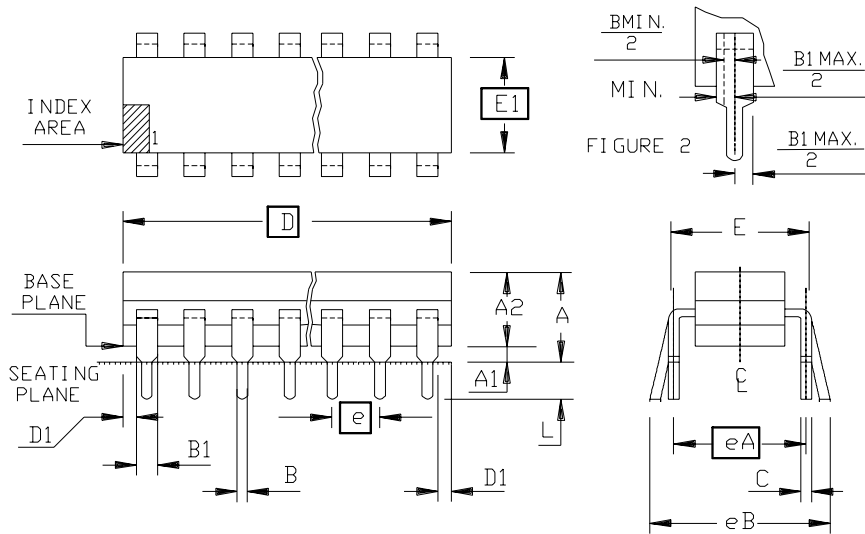 BMIN.
2
B1 MAX.
2
MIN.
E1
INDEX
AREA
1
FIGURE 2
B1 MAX.
2
D
E
BASE
PLANE
A2
A
SEATING
PLANE
A1
℄
e
L
D1
B1
eA
B
D1
C
eB